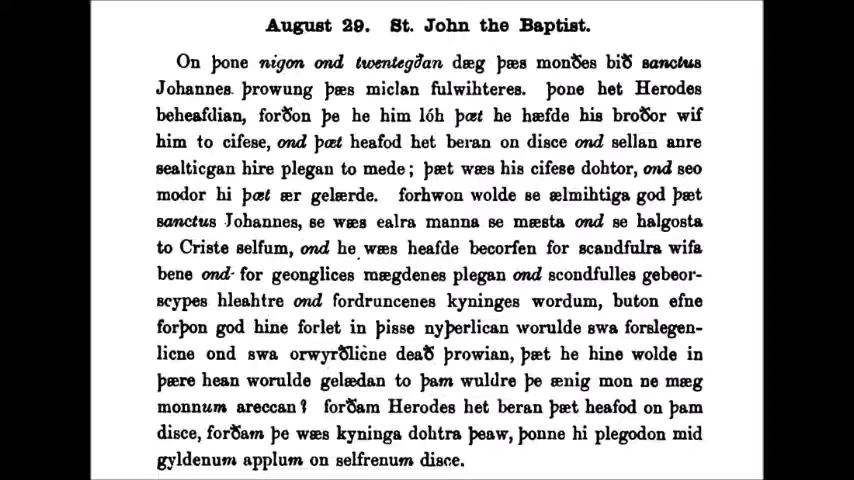 August 29. St. John the Baptist.
On þone nigon ond twentegðan dæg þæs monðes bið sanctus
Johannes þrowung þæs miclan fulwihteres. þone het Herodes
beheafdian, forðon þe he him lóh þæt he hæfde his broðor wif
him to cifese, ond þæt heafod het beran on disce ond sellan anre
sealticgan hire plegan to mede; þæt wæs his cifese dohtor, ond seo
modor hi þæt ær gelærde. forhwon wolde se ælmihtiga god þæt
sanctus Johannes, se wæs ealra manna se mæsta ond se halgosta
to Criste selfum, ond he wæs heafde becorfen for scandfulra wifa
bene ond for geonglices mægdenes plegan ond scondfulles gebeor-
scypes hleahtre ond fordruncenes kyninges wordum, buton efne
forþon god hine forlet in þisse nyþerlican worulde swa forslegen-
licne ond swa orwyrðlicne deað þrowian, þæt he hine wolde in
þære hean worulde gelædan to þam wuldre þe ænig mon ne mæg
monnum areccan? forðam Herodes het beran þæt heafod on þam
disce, forðam þe wæs kyninga dohtra þeaw, þonne hi plegodon mid
gyldenum applum on selfrenum disce.